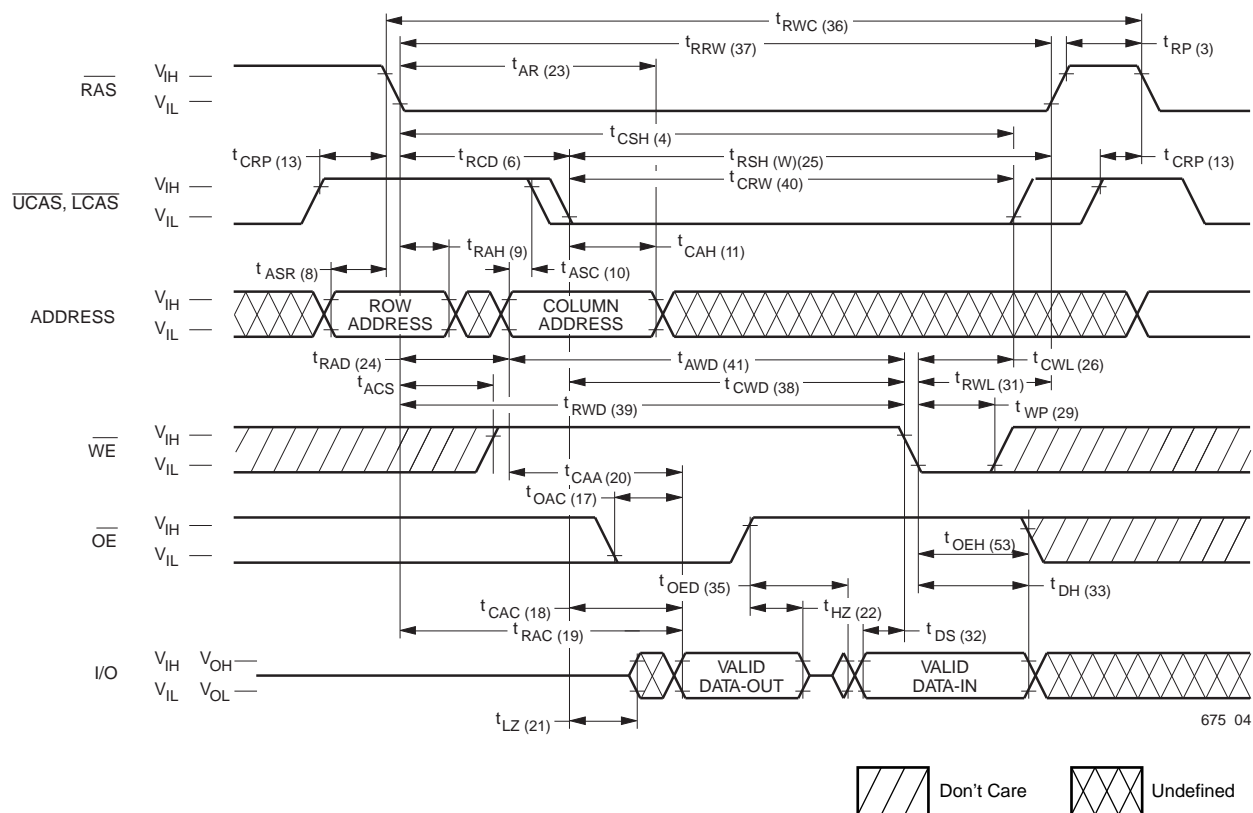 tRWC (36)
tRRW (37)
tRP (3)
tAR (23)
RAS
VIH
VIL
tCSH (4)
tCRP (13)
tRCD (6)
tRSH (W)(25)
tCRP (13)
tCRW (40)
UCAS, LCAS
VIH
VIL
tRAH (9)
tCAH (11)
tASR (8)
tASC (10)
ADDRESS
VIH
VIL
ROW
ADDRESS
COLUMN
ADDRESS
tRAD (24)
tAWD (41)
tCWL (26)
tACS
tCWD (38)
tRWL (31)
tRWD (39)
tWP (29)
WE
VIH
VIL
tCAA (20)
tOAC (17)
OE
VIH
VIL
tOEH (53)
tOED (35)
tDH (33)
tCAC (18)
tHZ (22)
tRAC (19)
tDS (32)
I/O
VIH VOH
VIL VOL
VALID
DATA-OUT
VALID
DATA-IN
tLZ (21)
675 04
Don't Care
Undefined